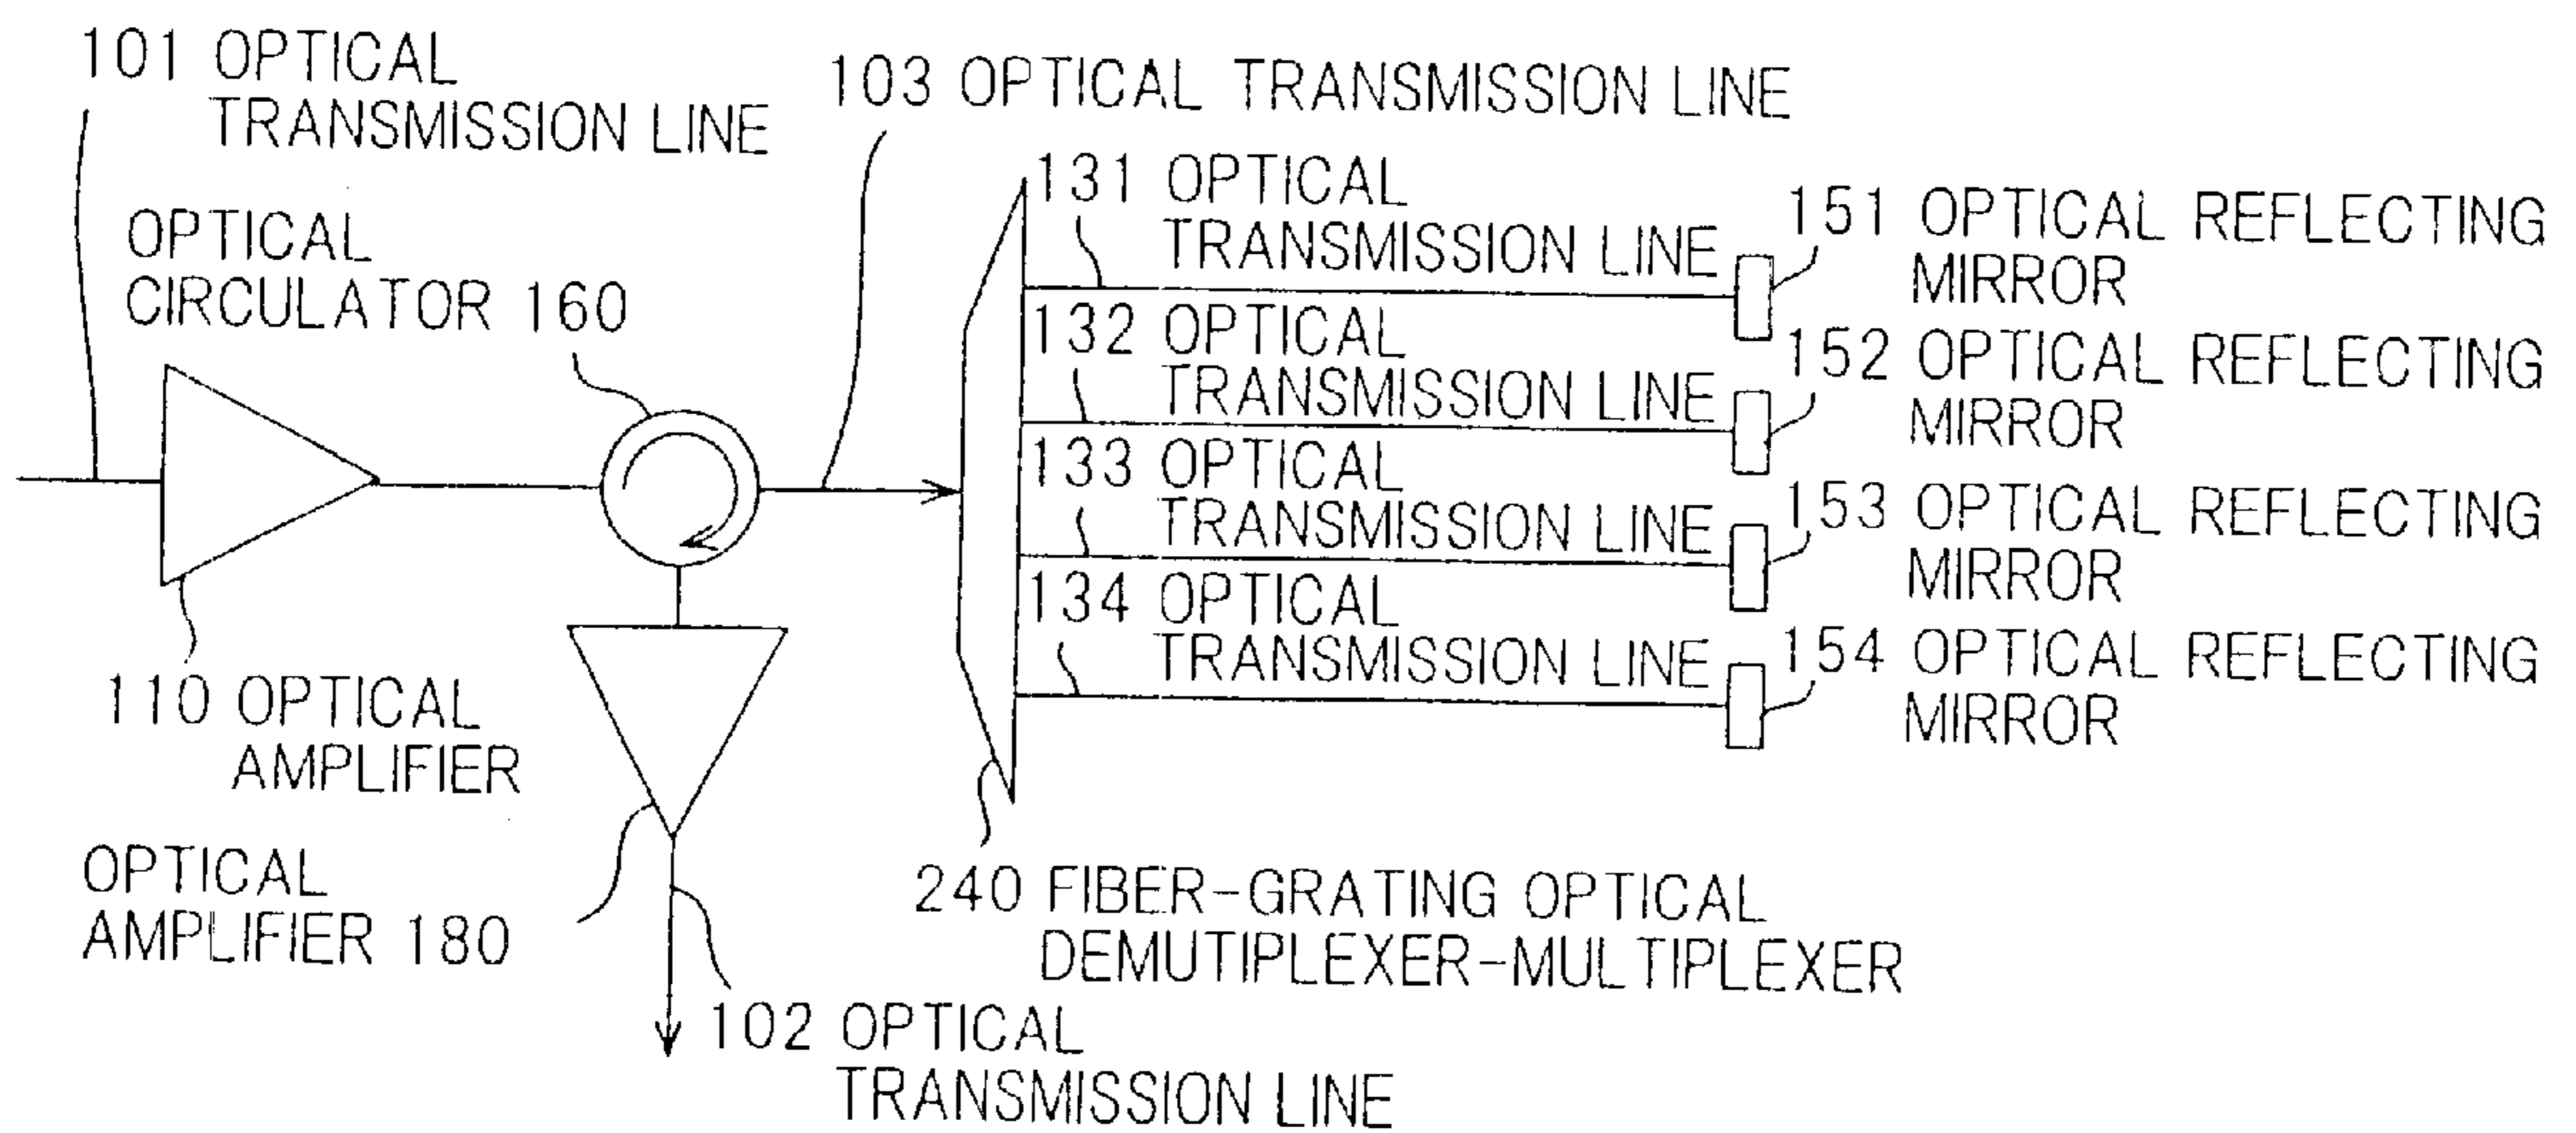 101 OPTICAL
TRANSMISSION LINE
103 OPTICAL TRANSMISSION LINE
OPTICAL
CIRCULATOR 160
131 OPTICAL
TRANSMISSION LINE
151 OPTICAL REFLECTING
MIRROR
132 OPTICAL
TRANSMISSION LINE
152 OPTICAL REFLECTING
MIRROR
133 OPTICAL
TRANSMISSION LINE
153 OPTICAL REFLECTING
MIRROR
134 OPTICAL
TRANSMISSION LINE
154 OPTICAL REFLECTING
MIRROR
110 OPTICAL
AMPLIFIER
OPTICAL
AMPLIFIER 180
240 FIBER-GRATING OPTICAL
DEMUTIPLEXER-MULTIPLEXER
102 OPTICAL
TRANSMISSION LINE